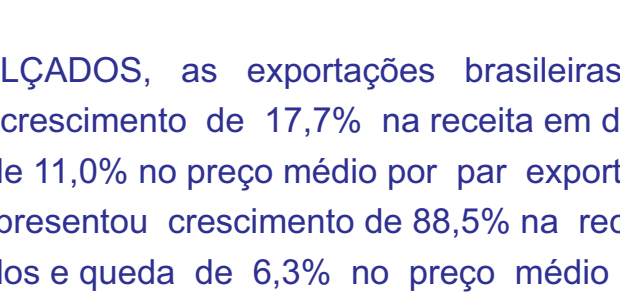 LÇADOS, as exportações brasileiras
crescimento de 17,7% na receita em d
de 11,0% no preço médio por par export
presentou crescimento de 88,5% na rec
los e queda de 6,3% no preço médio